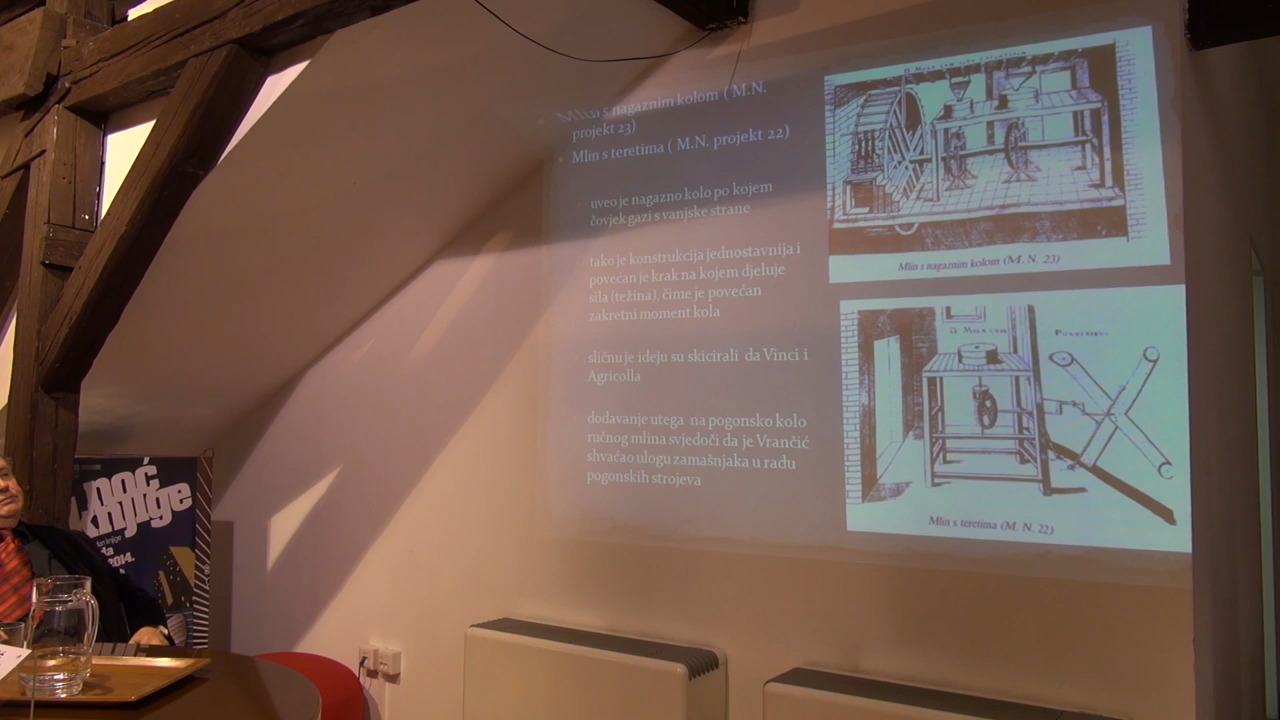 Mlin s nagaznim kolom ( M.N.
projekt 23)
Mlin s teretima ( M.N. projekt 22)
uveo je nagazno kolo po kojem
čovjek gazi s vanjske strane
tako je konstrukcija jednostavnija i
povećan je krak na kojem djeluje
sila (težina), čime je povećan
zakretni moment kola
sličnu je ideju su skicirali da Vinci i
Agricolla
dodavanje utega na pogonsko kolo
ručnog mlina svjedoči da je Vrančić
shvaćao ulogu zamašnjaka u radu
pogonskih strojeva
Mlin s nagaznim kolom (M. N. 23)
Mlin s teretima (M. N. 22)
noć
knjige
2014.